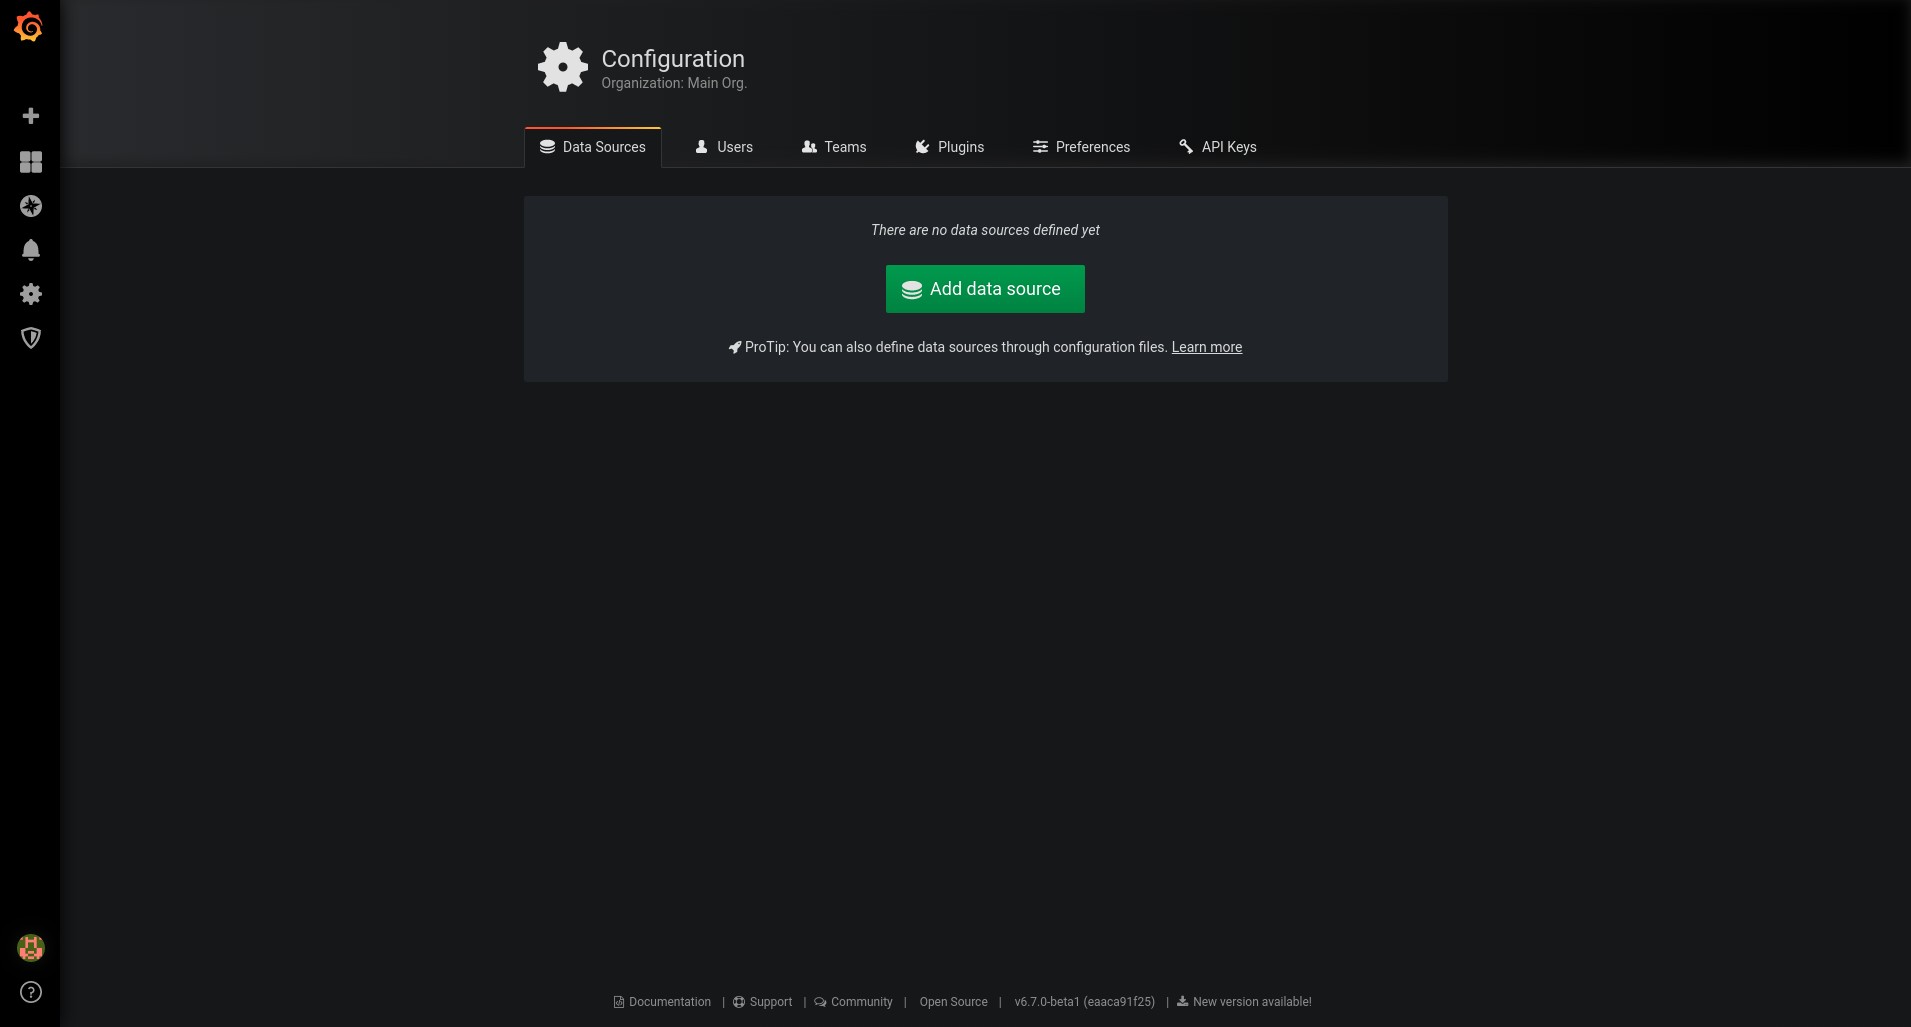 Configuration
Organization: Main Org.
Data Sources Users Teams Plugins Preferences API Keys
There are no data sources defined yet
Add data source
ProTip: You can also define data sources through configuration files. Learn more
Documentation | Support | Community | Open Source | v6.7.0-beta1 (eaaca91f25) | New version available!